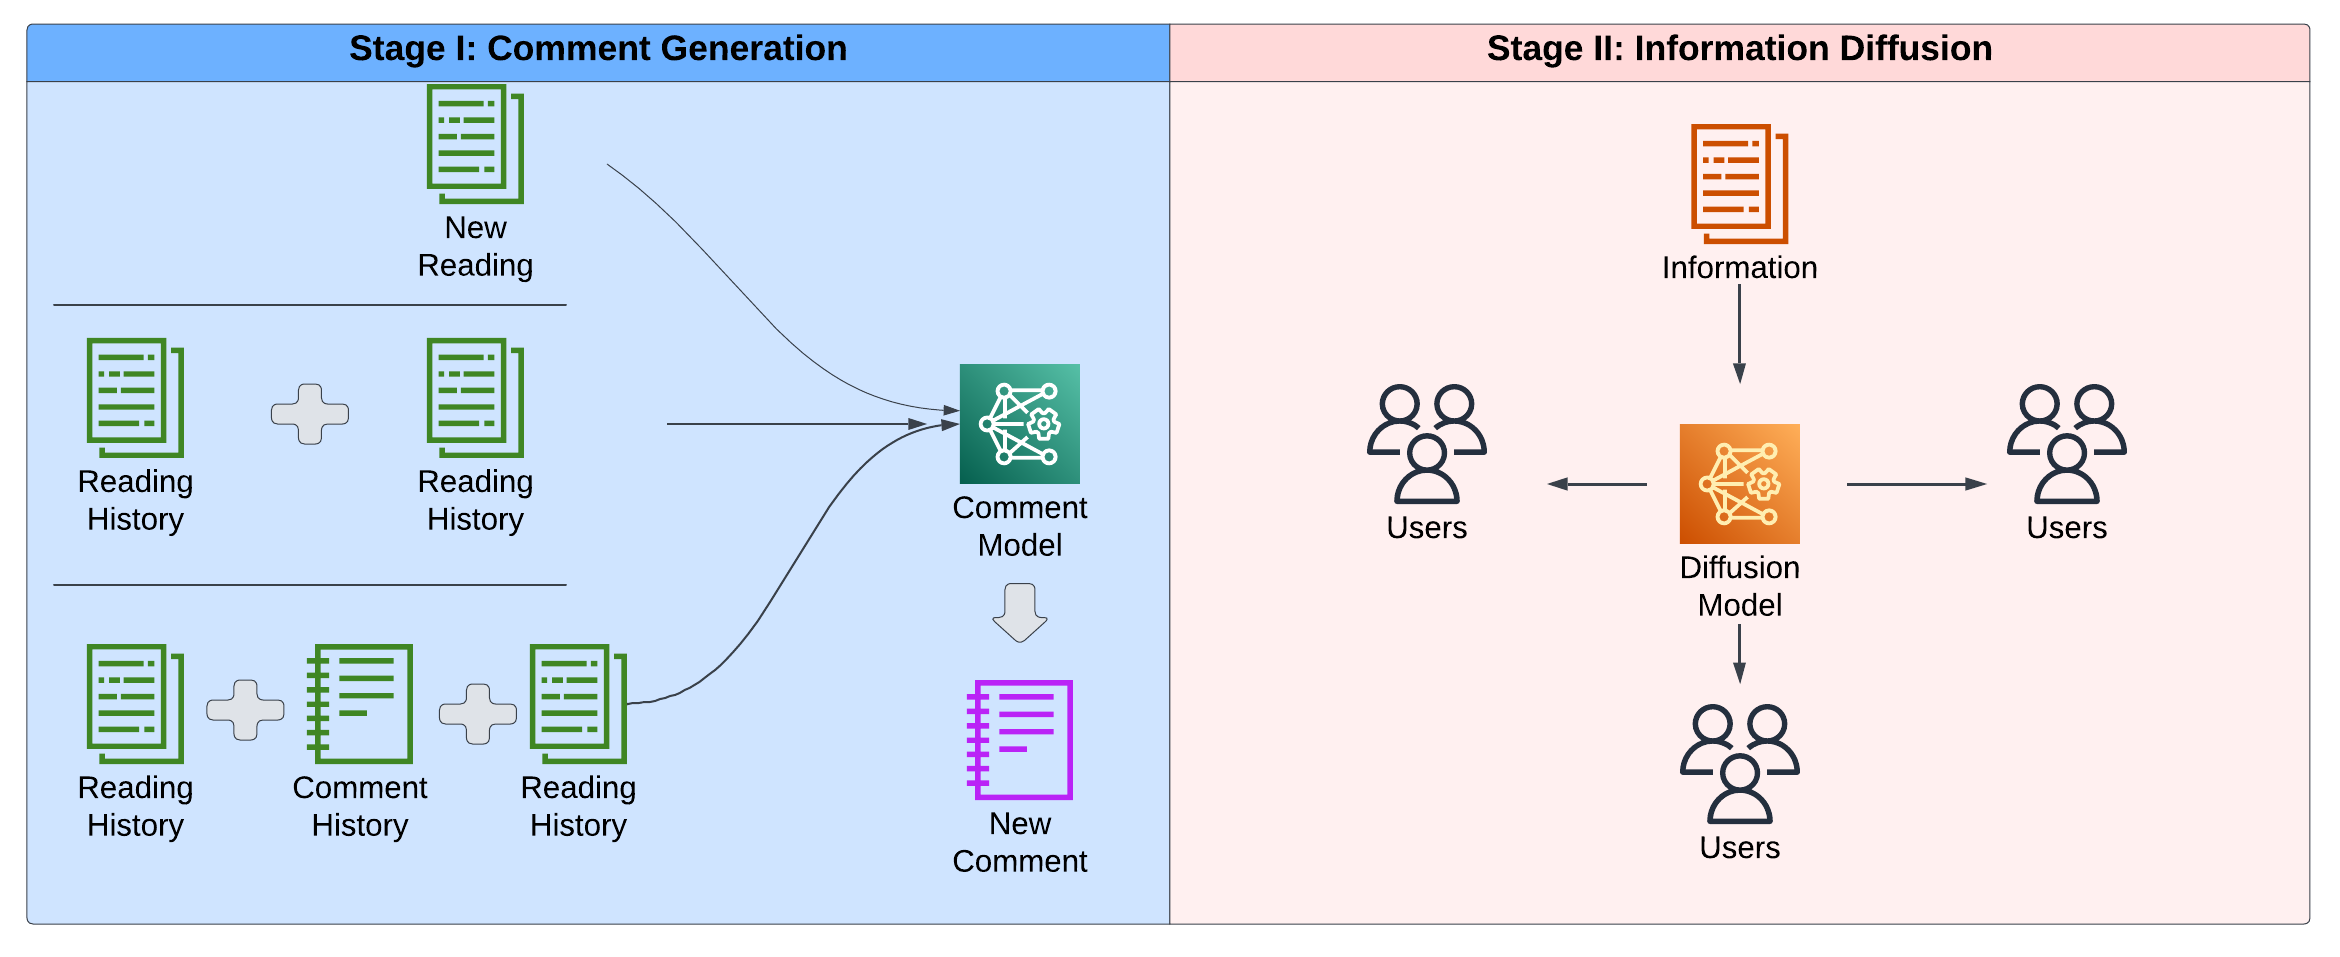 Stage I: Comment Generation
New
Reading
Reading
History
Reading
History
Reading
History
Comment
History
Reading
History
Comment
Model
New
Comment
Stage II: Information Diffusion
Information
Users
Diffusion
Model
Users
Users